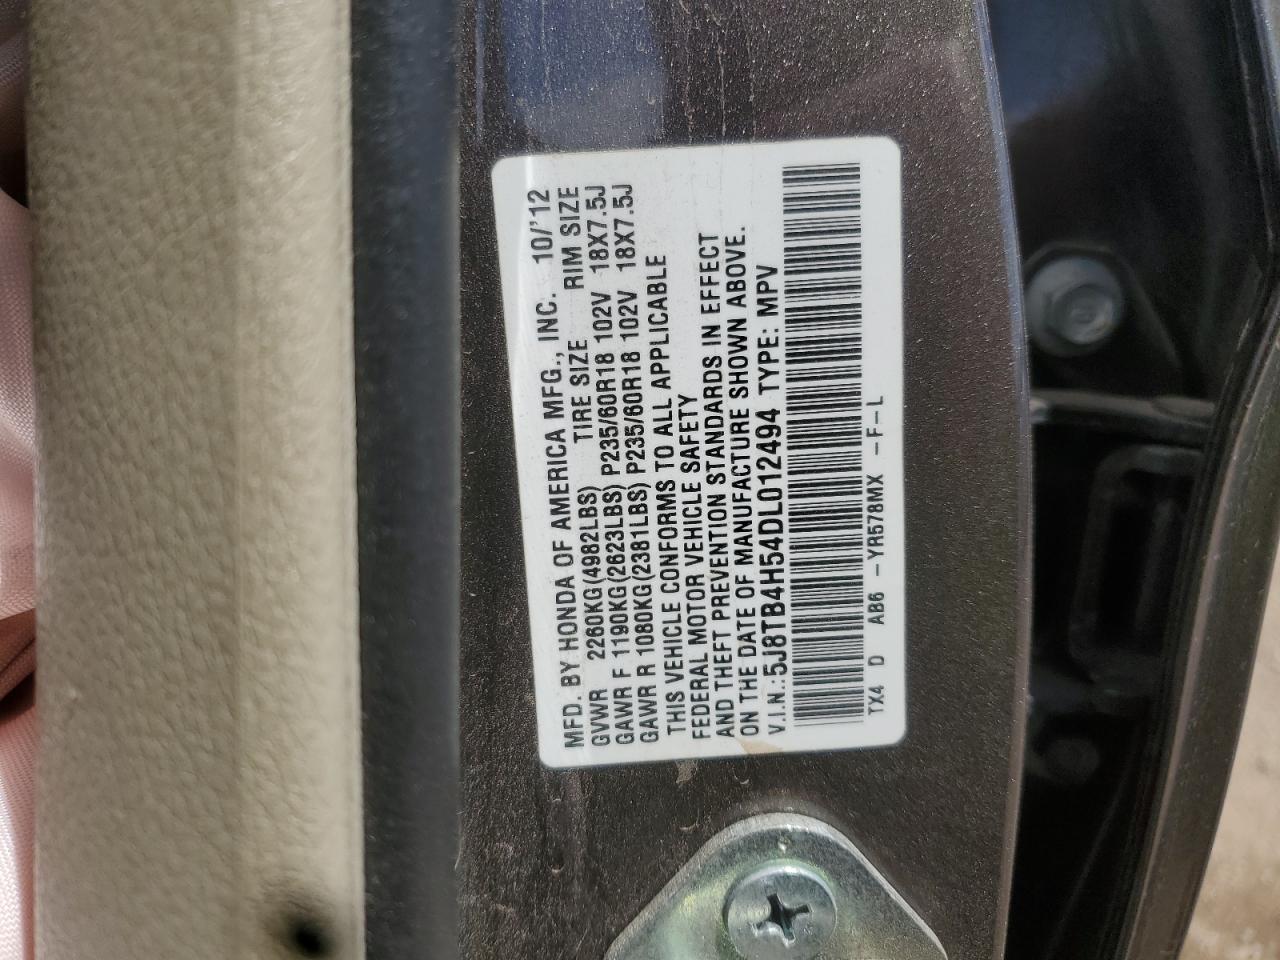 MFD. BY HONDA OF AMERICA MFG., INC. 10/'12
GVWR 2260KG(4982LBS) TIRE SIZE RIM SIZE
GAWR F 1190KG(2623LBS) P235/60R18 102V 18X7.5J
GAWR R 1080KG(2381LBS) P235/60R18 102V 18X7.5J
THIS VEHICLE CONFORMS TO ALL APPLICABLE
FEDERAL MOTOR VEHICLE SAFETY
AND THEFT PREVENTION STANDARDS IN EFFECT
ON THE DATE OF MANUFACTURE SHOWN ABOVE.
V.I.N.: 5J8TB4H54DL012494 TYPE: MPV
TX4 D AB6 -YR578MX -F-L